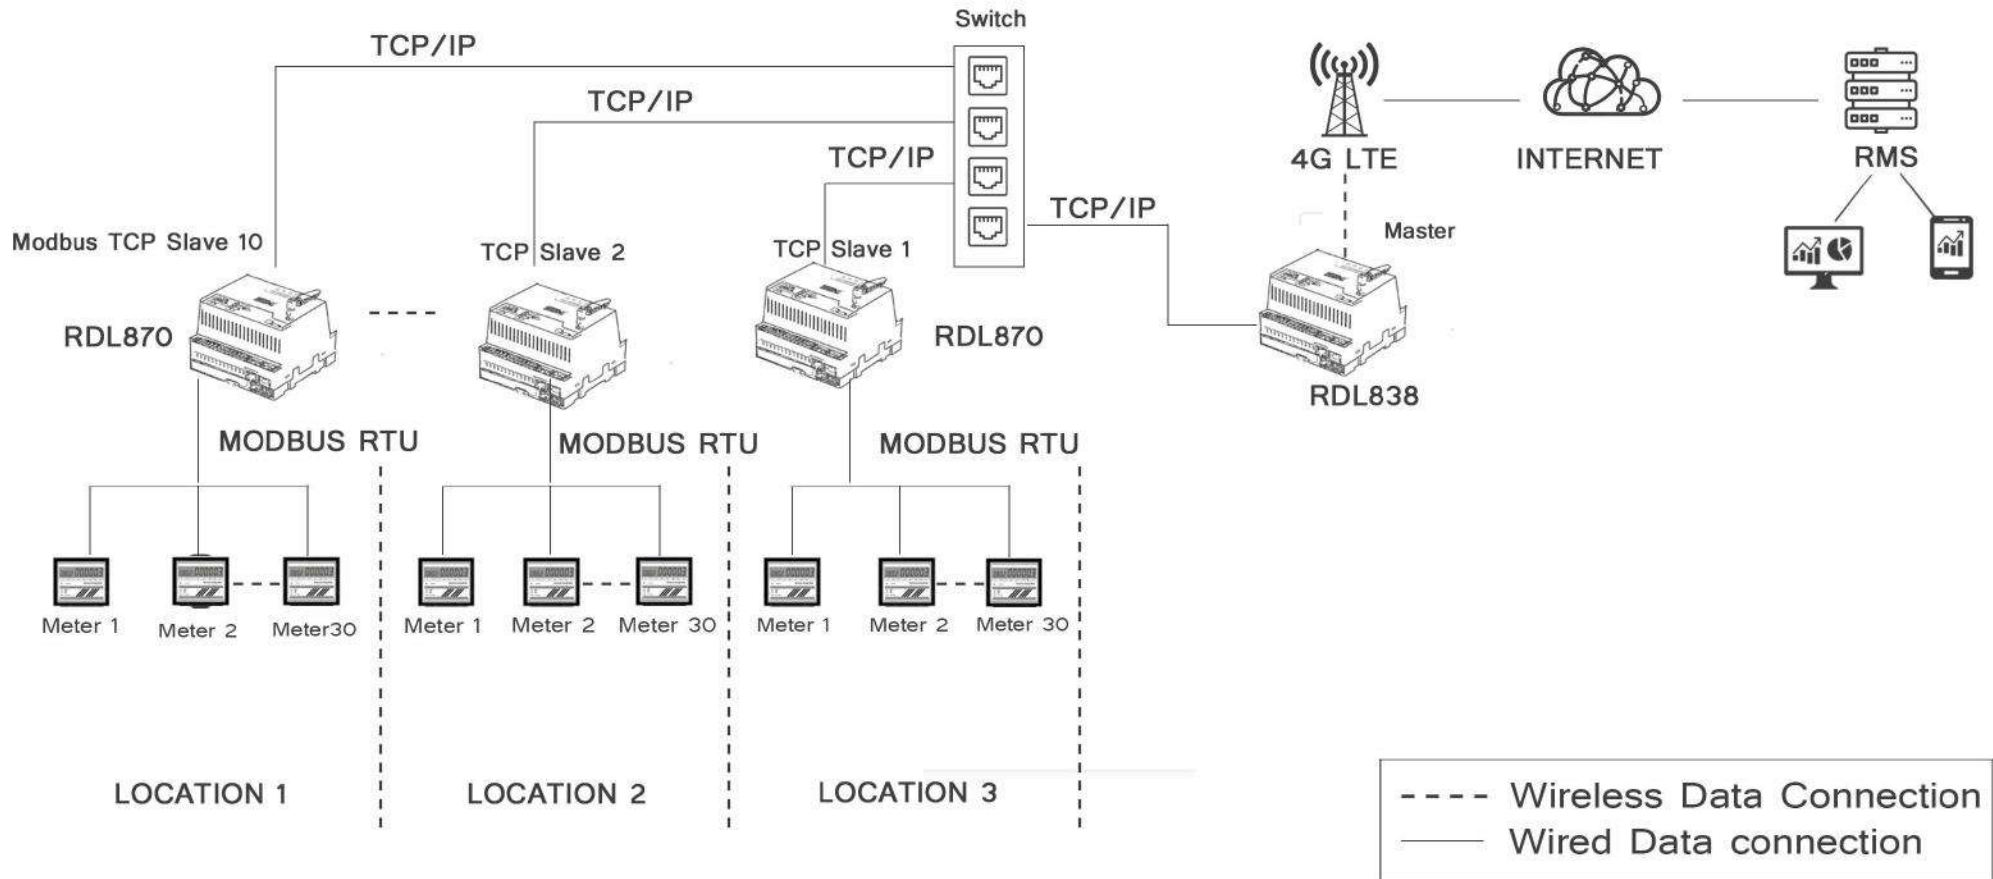 Switch
TCP/IP
TCP/IP
TCP/IP
TCP/IP
4G LTE
INTERNET
RMS
Modbus TCP Slave 10
TCP Slave 2
TCP Slave 1
Master
RDL870
RDL870
RDL838
MODBUS RTU
MODBUS RTU
MODBUS RTU
Meter 1
Meter 2
Meter30
Meter 1
Meter 2
Meter 30
Meter 1
Meter 2
Meter 30
LOCATION 1
LOCATION 2
LOCATION 3
Wireless Data Connection
Wired Data connection